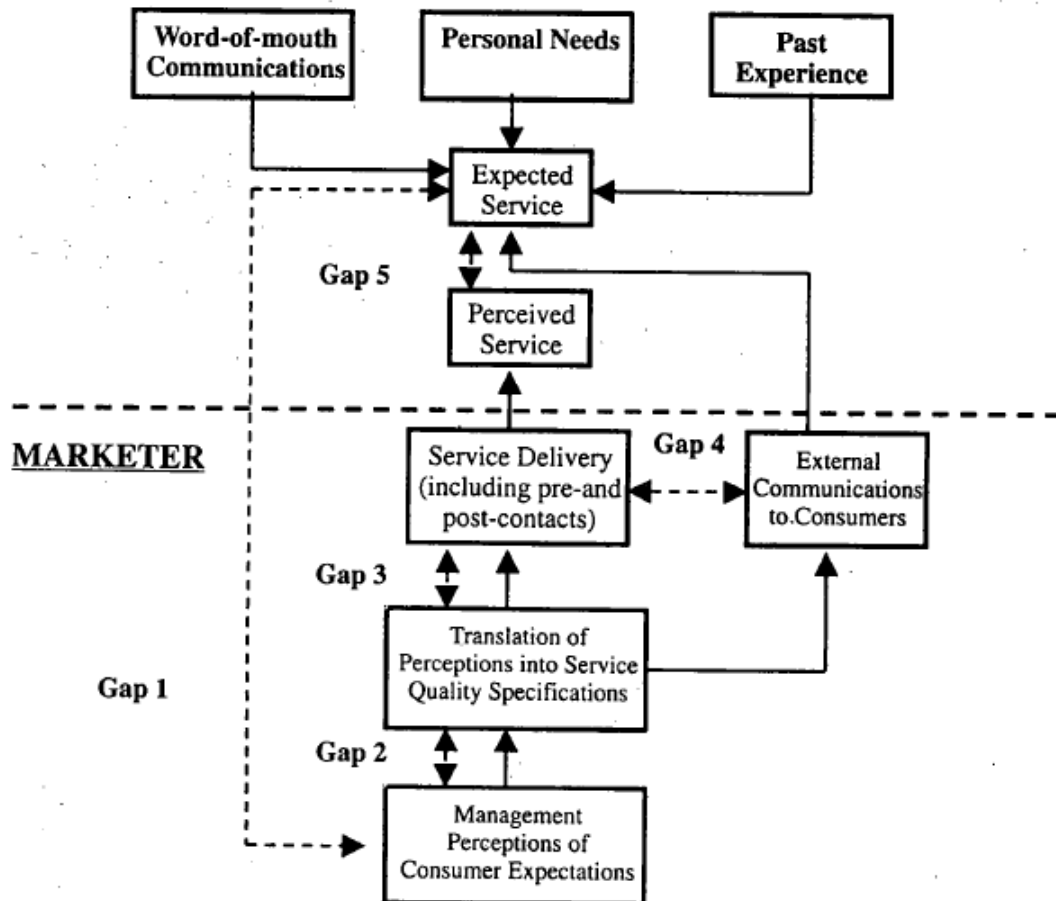 Word-of-mouth
Communications
Personal Needs
Past
Experience
Expected
Service
Gap 5
Perceived
Service
MARKETER
Service Delivery
(including pre-and
post-contacts)
Gap 4
External
Communications
to.Consumers
Gap 3
Translation of
Perceptions into Service
Quality Specifications
Gap 1
Gap 2
Management
Perceptions of
Consumer Expectations